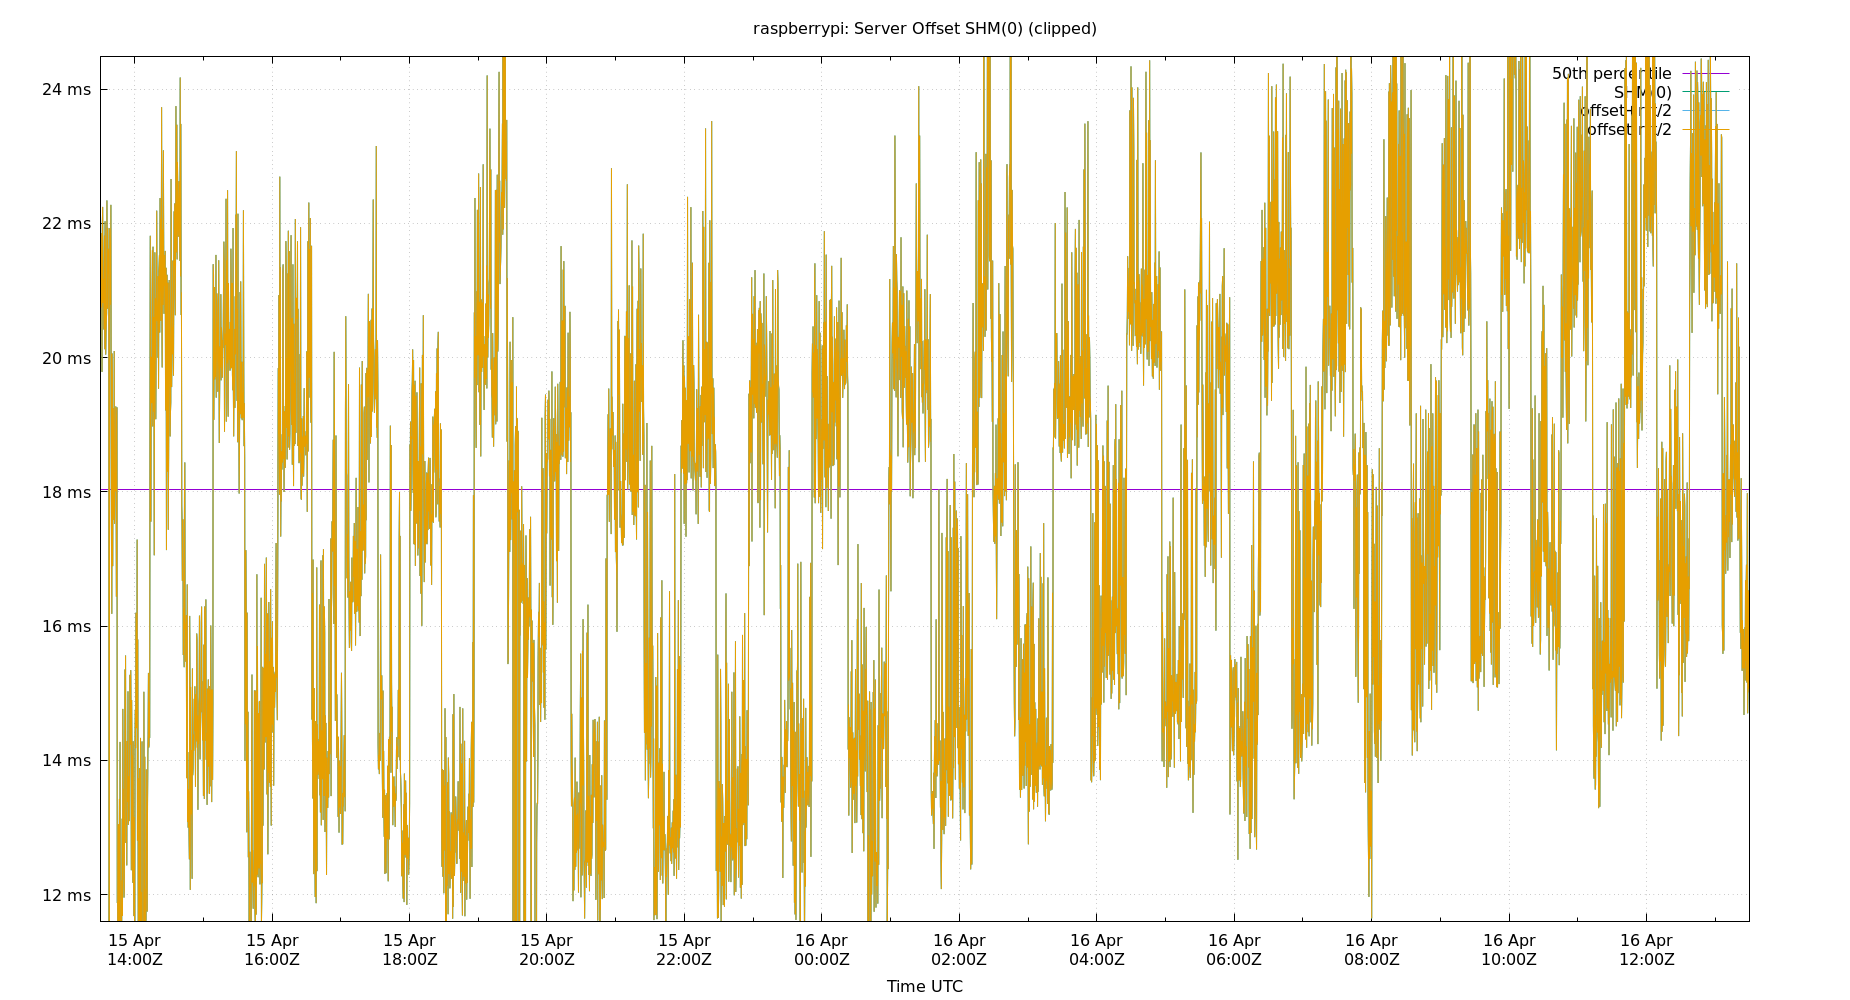 raspberrypi: Server Offset SHM(0) (clipped)
50th percentile
SHM(0)
24 ms
22 ms
20 ms
18 ms
16 ms
14 ms
12 ms
15 Apr 15 Apr 15 Apr 15 Apr 15 Apr 16 Apr 16 Apr 16 Apr 16 Apr 16 Apr 16 Apr 16 Apr
14:00Z 16:00Z 18:00Z 20:00Z 22:00Z 00:00Z 02:00Z 04:00Z 06:00Z 08:00Z 10:00Z 12:00Z
Time UTC